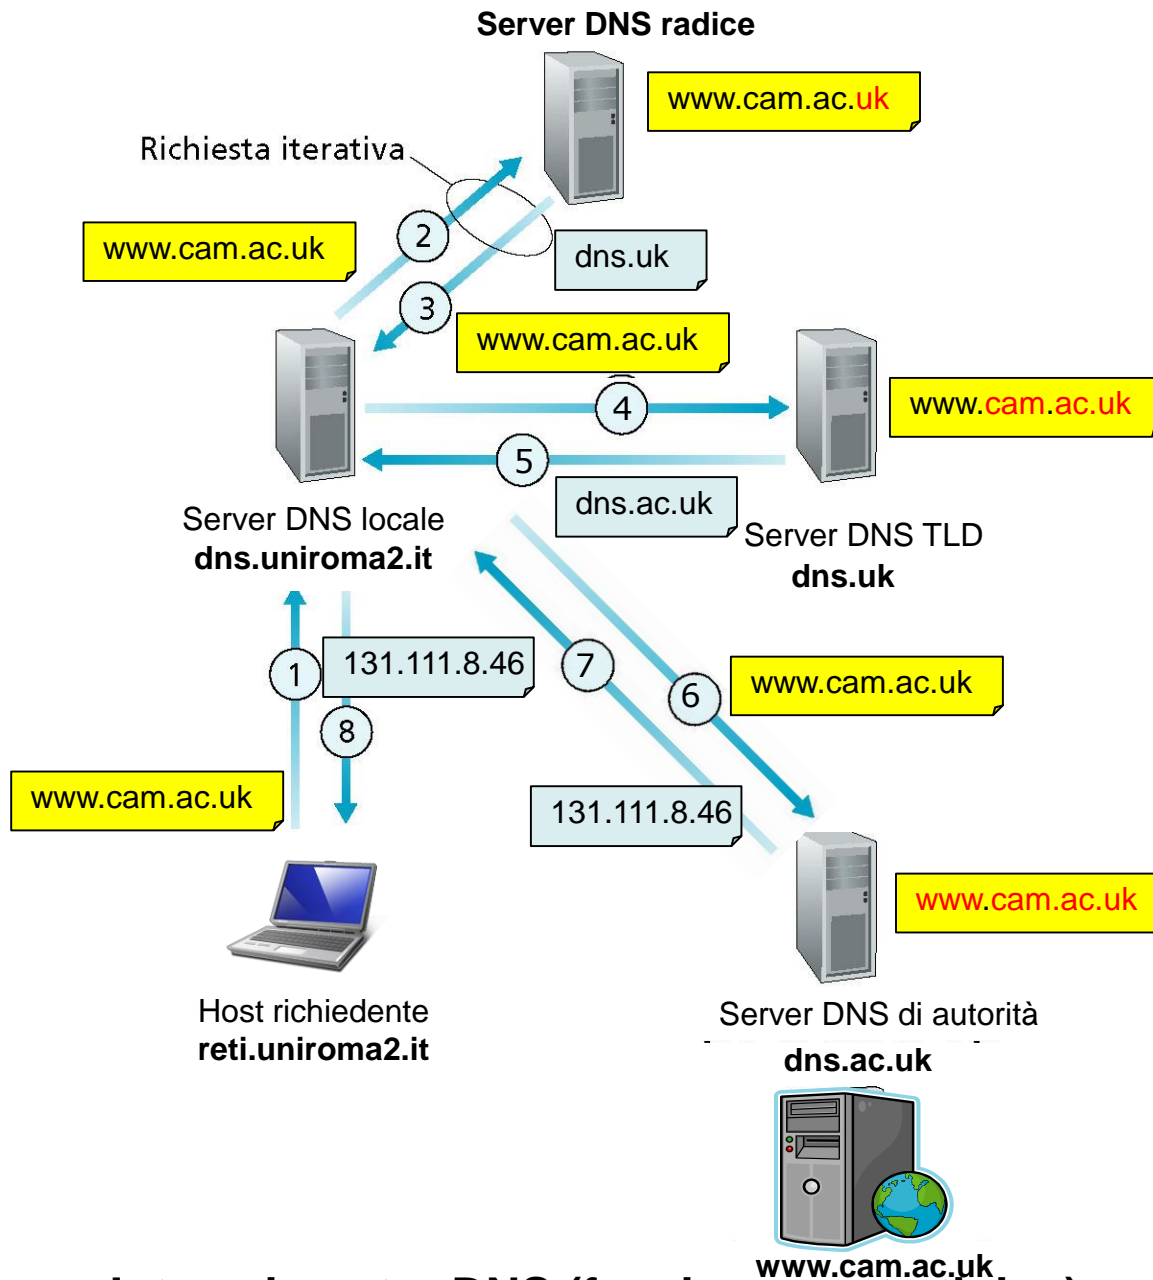 Server DNS radice
www.cam.ac.uk
Richiesta iterativa
www.cam.ac.uk
2
dns.uk
3
www.cam.ac.uk
4
www.cam.ac.uk
5
dns.ac.uk
Server DNS locale
dns.uniroma2.it
Server DNS TLD
dns.uk
1
131.111.8.46
7
6
www.cam.ac.uk
8
www.cam.ac.uk
131.111.8.46
www.cam.ac.uk
Host richiedente
reti.uniroma2.it
Server DNS di autorità
dns.ac.uk
www.cam.ac.uk
DNS